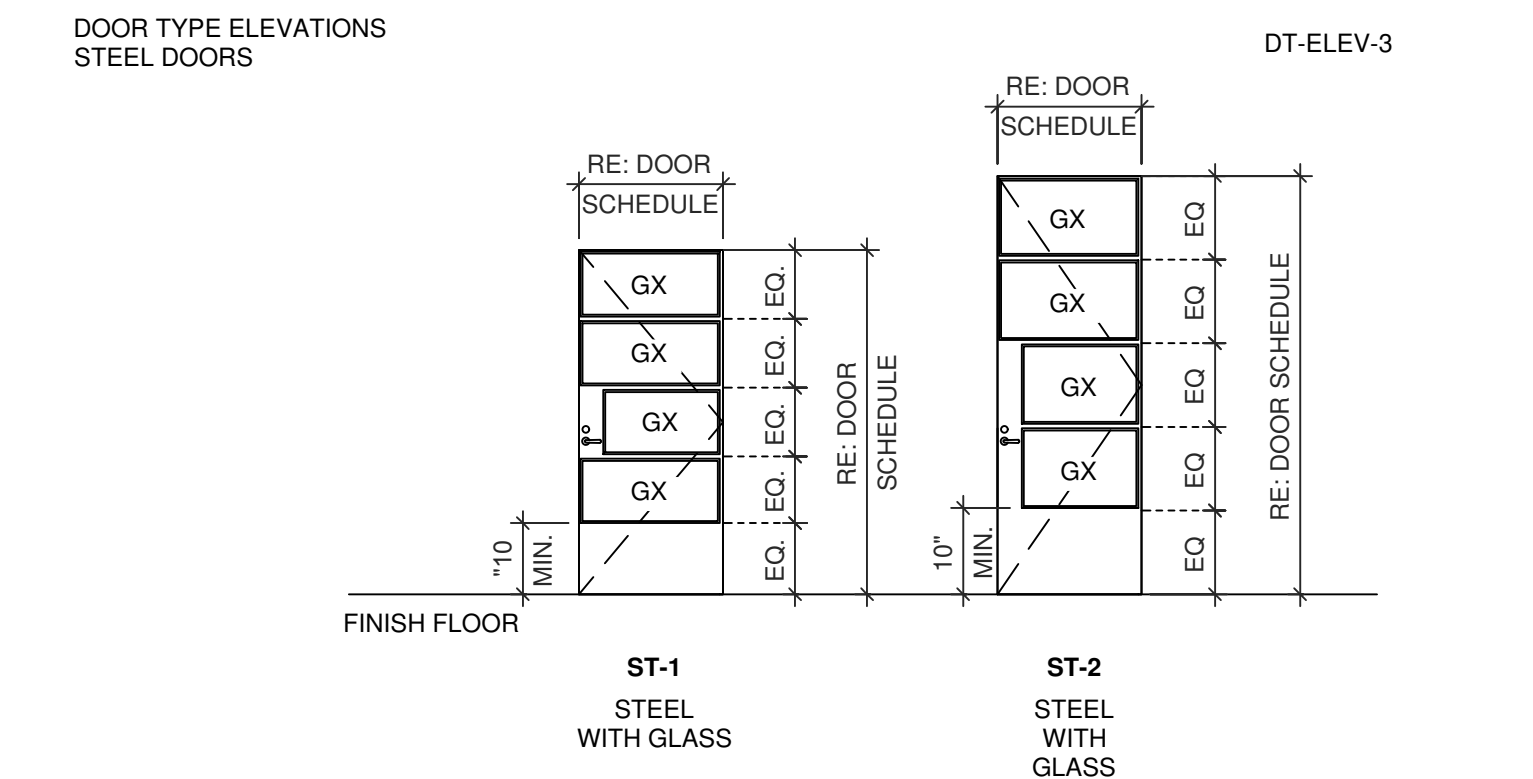 DOOR TYPE ELEVATIONS
STEEL DOORS
DT-ELEV-3
RE: DOOR
SCHEDULE
GX
GX
GX
GX
EQ.
EQ.
EQ.
EQ.
EQ.
RE: DOOR
SCHEDULE
"10
MIN.
RE: DOOR
SCHEDULE
GX
GX
GX
GX
EQ
EQ
EQ
EQ
EQ
RE: DOOR SCHEDULE
10"
MIN.
FINISH FLOOR
ST-1
STEEL
WITH GLASS
ST-2
STEEL
WITH
GLASS